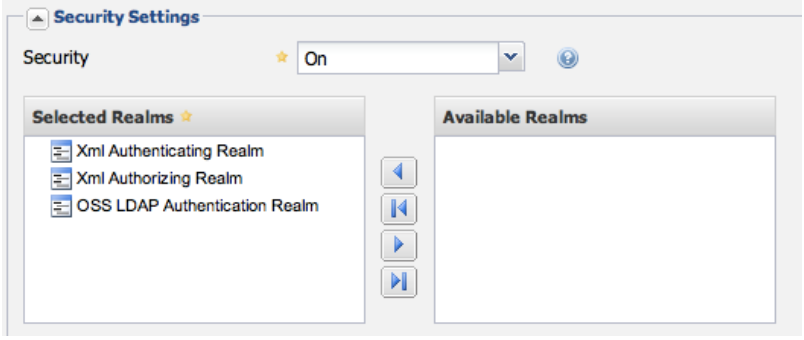 Security Settings
Security
On
Selected Realms
Available Realms
Xml Authenticating Realm
Xml Authorizing Realm
OSS LDAP Authentication Realm